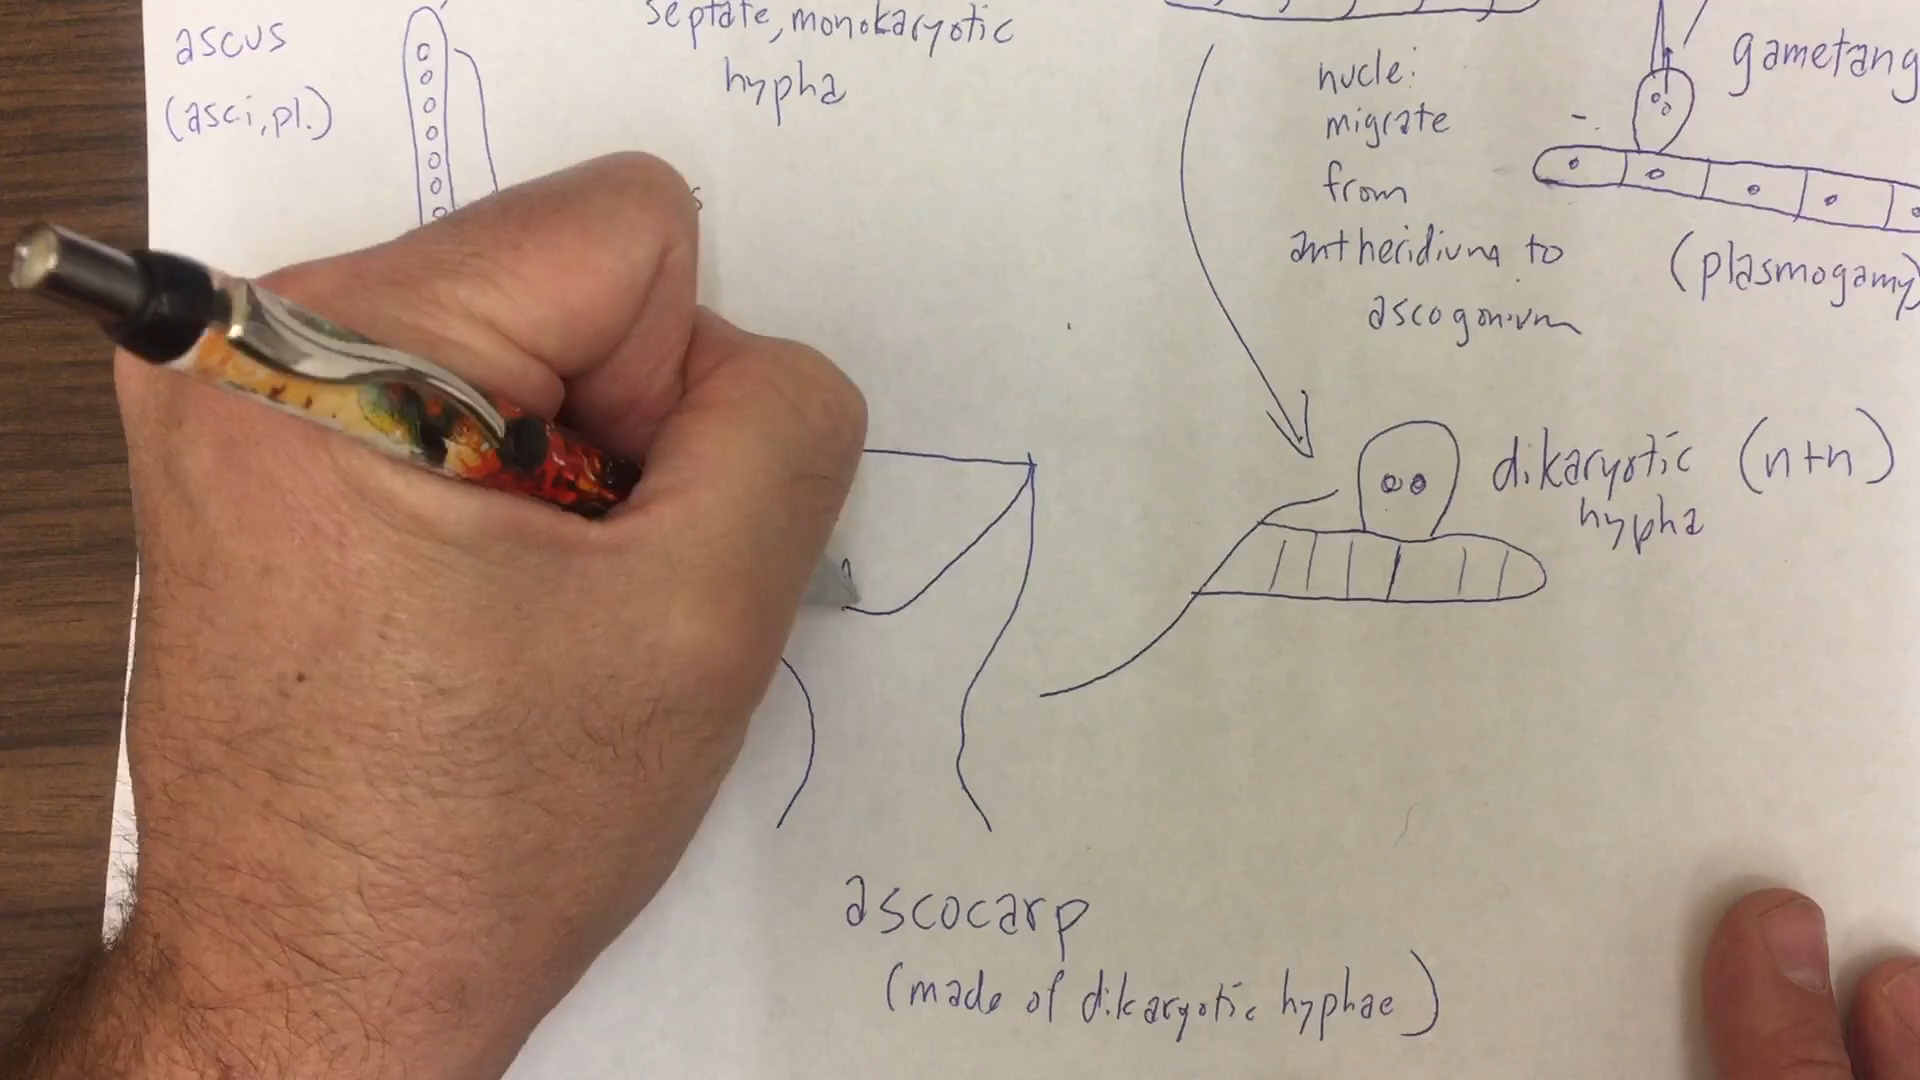 ascus
(asci, pl.)
septate, monokaryotic
hypha
nuclei
migrate
from
antheridium to
ascogonium
gametang
(plasmogamy)
dikaryotic (n+n)
hypha
ascocarp
(made of dikaryotic hyphae)